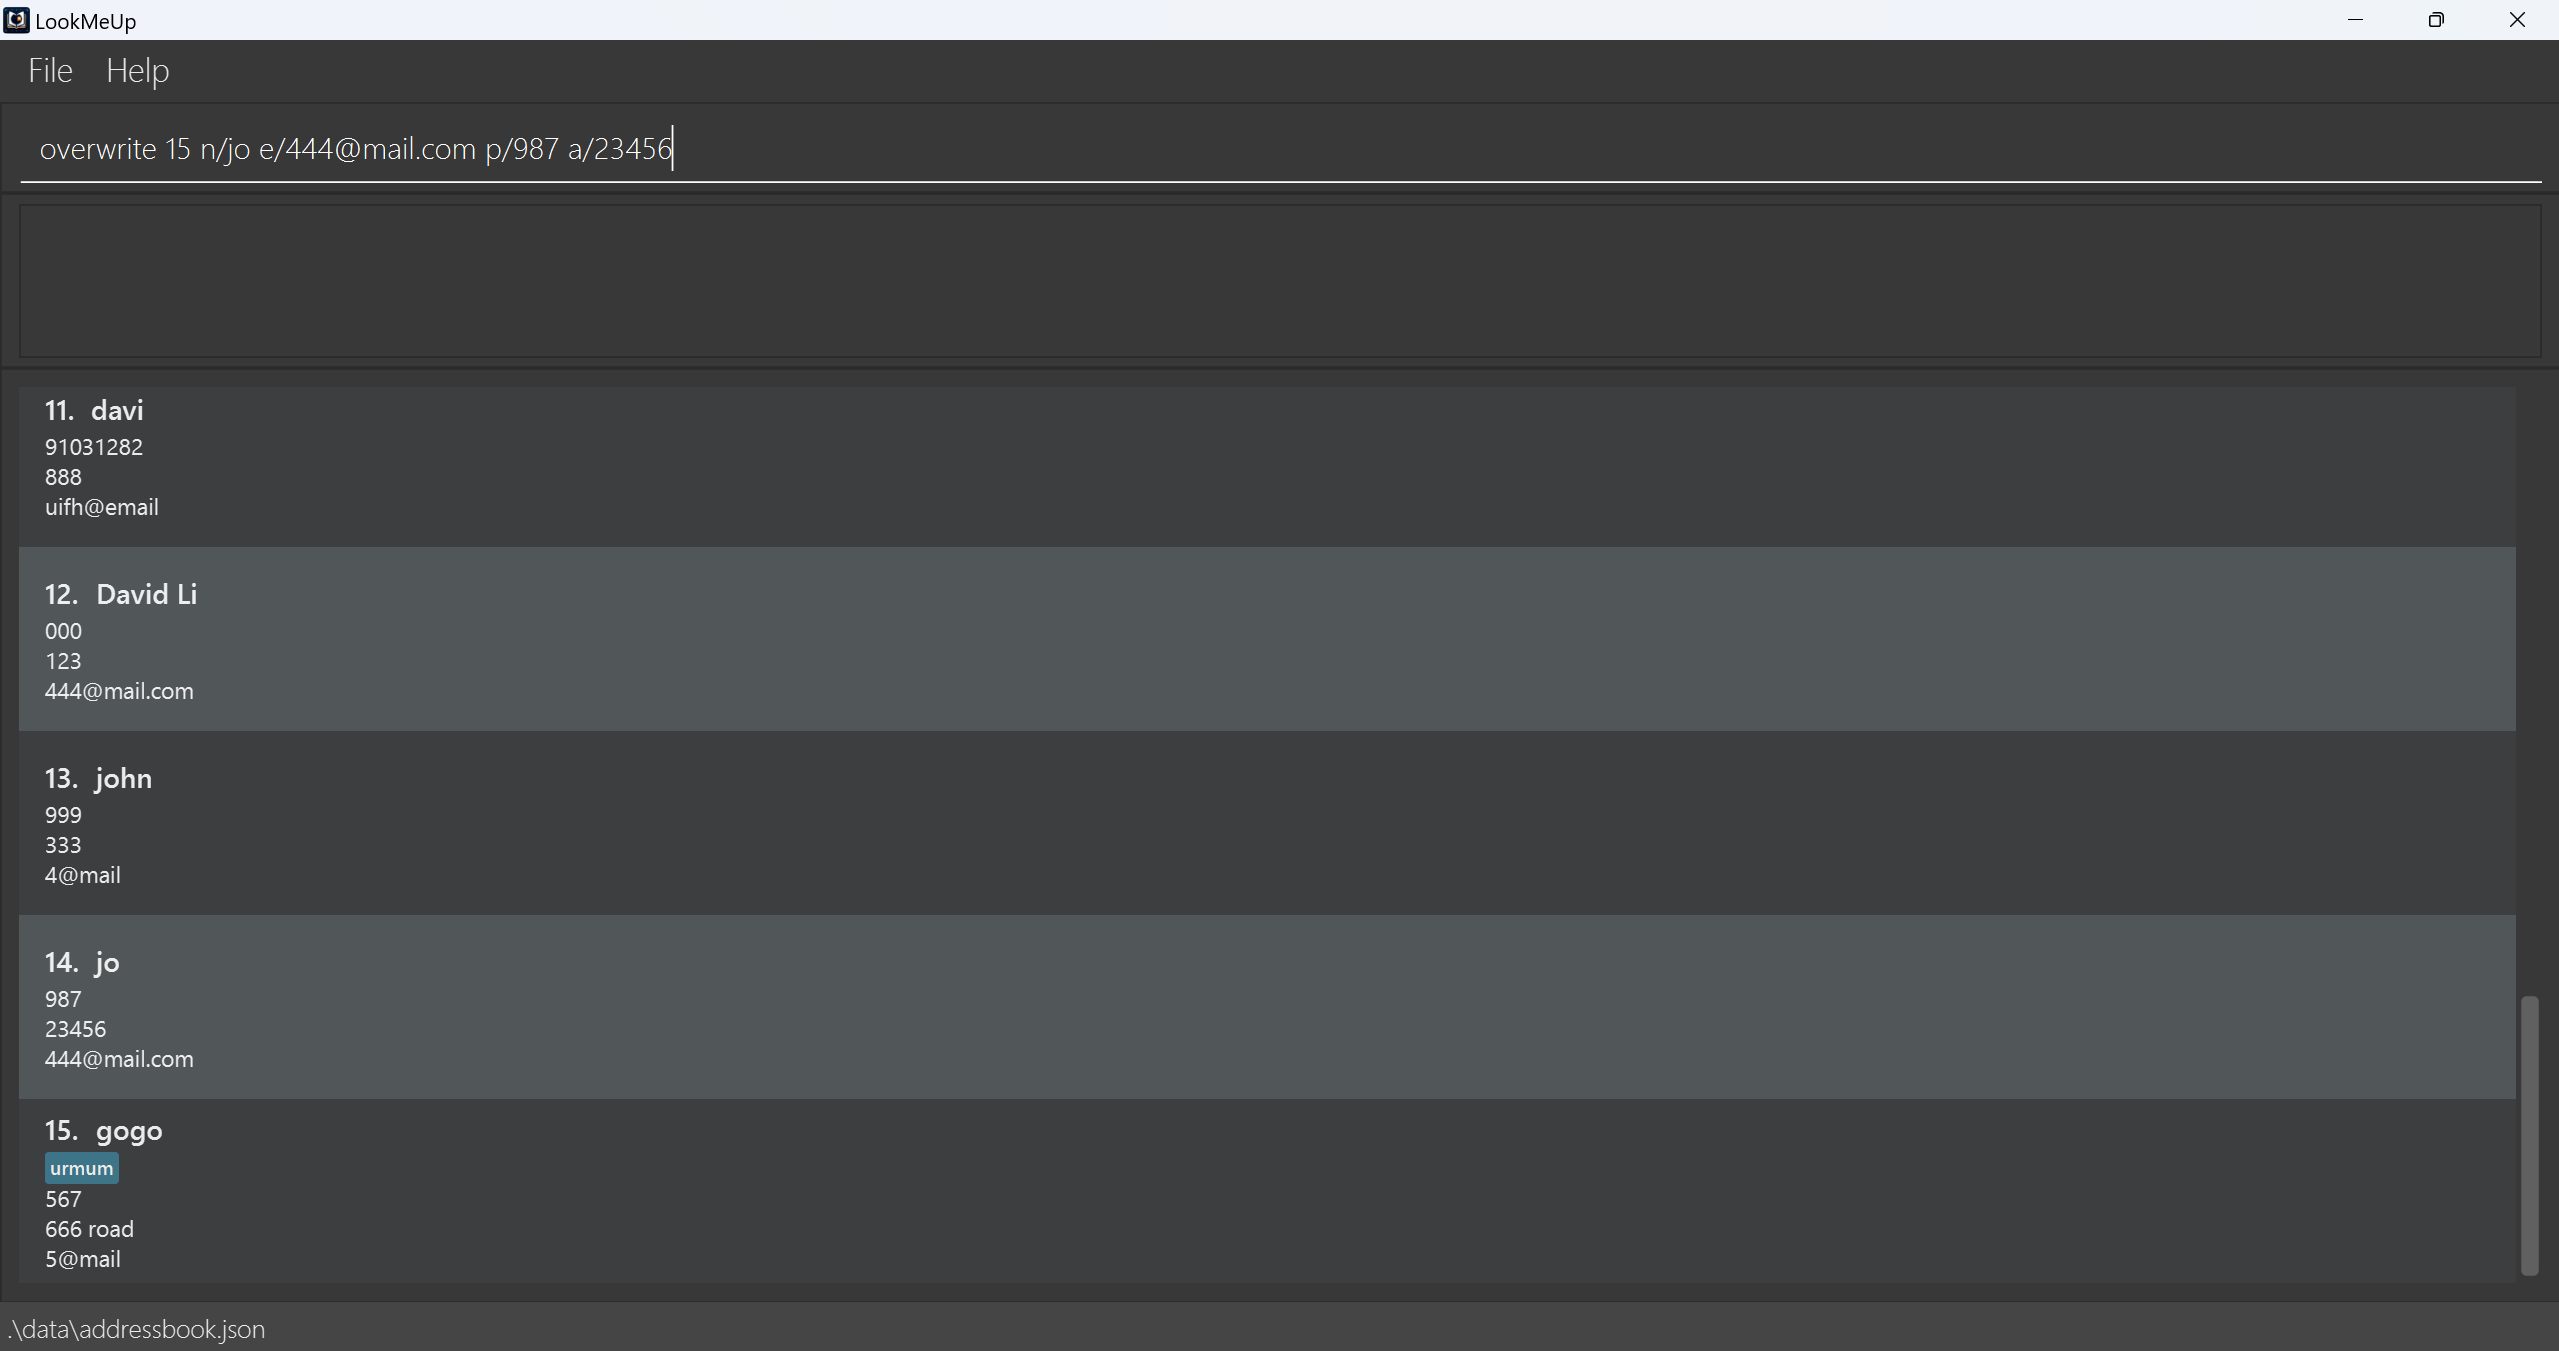 LookMeUp
File Help
overwrite 15 n/jo e/444@mail.com p/987 a/23456
11. davi
91031282
888
uifh@email
12. David Li
000
123
444@mail.com
13. john
999
333
4@mail
14. jo
987
23456
444@mail.com
15. gogo
urmum
567
666 road
5@mail
.\data\addressbook.json